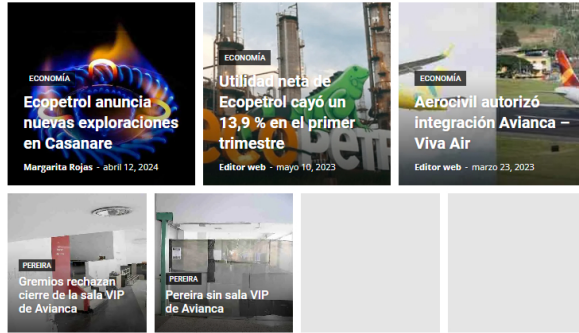 ECONOMÍA
Ecopetrol anuncia
nuevas exploraciones
en Casanare
Margarita Rojas - abril 12, 2024
ECONOMÍA
Utilidad neta de
Ecopetrol cayó un
13,9 % en el primer
trimestre
Editor web - mayo 10, 2023
ECONOMÍA
Aerocivil autorizó
integración Avianca –
Viva Air
Editor web - marzo 23, 2023
PEREIRA
Gremios rechazan
cierre de la sala VIP
de Avianca
PEREIRA
Pereira sin sala VIP
de Avianca